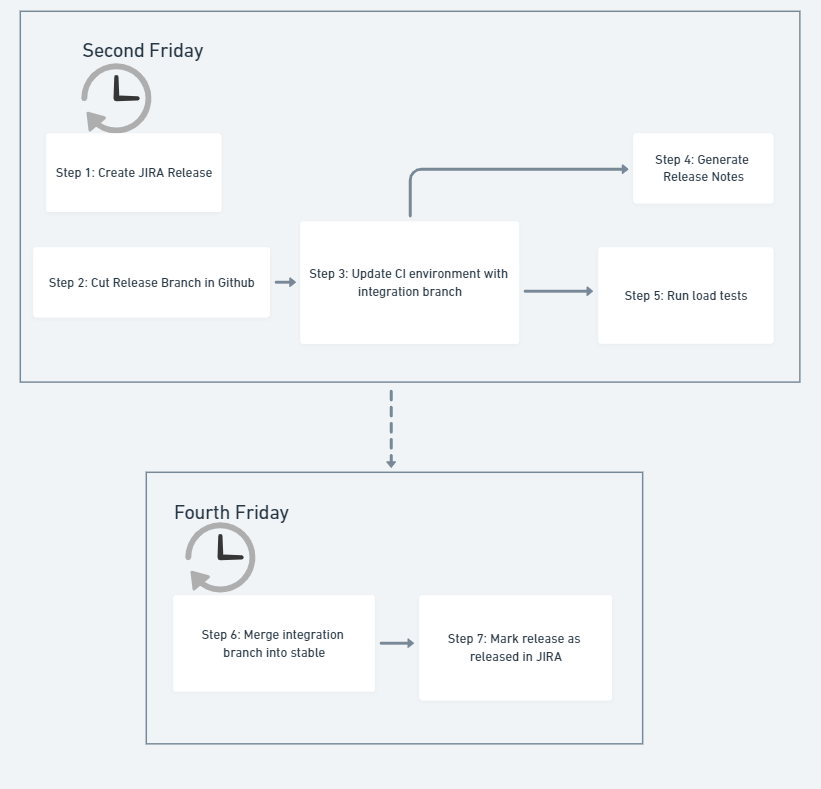 Second Friday
Step 1: Create JIRA Release
Step 4: Generate
Release Notes
Step 2: Cut Release Branch in Github
Step 3: Update CI environment with
integration branch
Step 5: Run load tests
Fourth Friday
Step 6: Merge integration
branch into stable
Step 7: Mark release as
released in JIRA